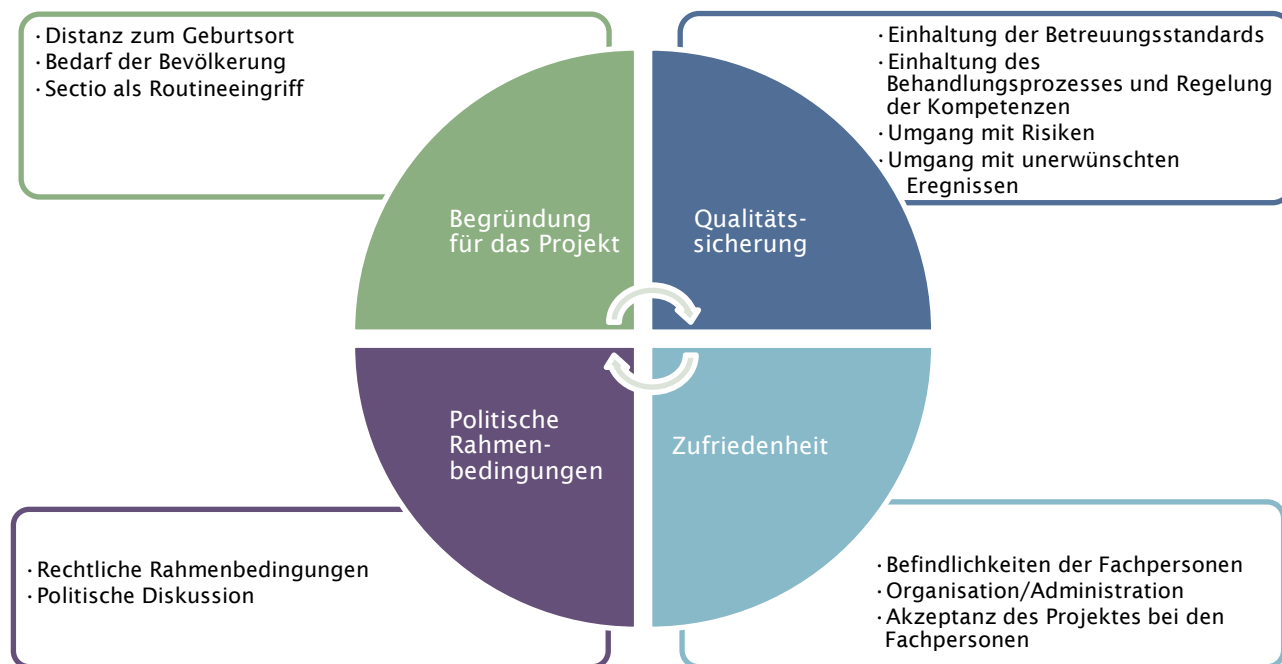 · Distanz zum Geburtsort
· Bedarf der Bevölkerung
· Sectio als Routineeingriff
· Einhaltung der Betreuungsstandards
· Einhaltung des
Behandlungsprozesses und Regelung
der Kompetenzen
· Umgang mit Risiken
· Umgang mit unerwünschten
Eregnissen
Begründung
für das Projekt
Qualitäts-
sicherung
Politische
Rahmen-
bedingungen
Zufriedenheit
· Rechtliche Rahmenbedingungen
· Politische Diskussion
· Befindlichkeiten der Fachpersonen
· Organisation/Administration
· Akzeptanz des Projektes bei den
Fachpersonen